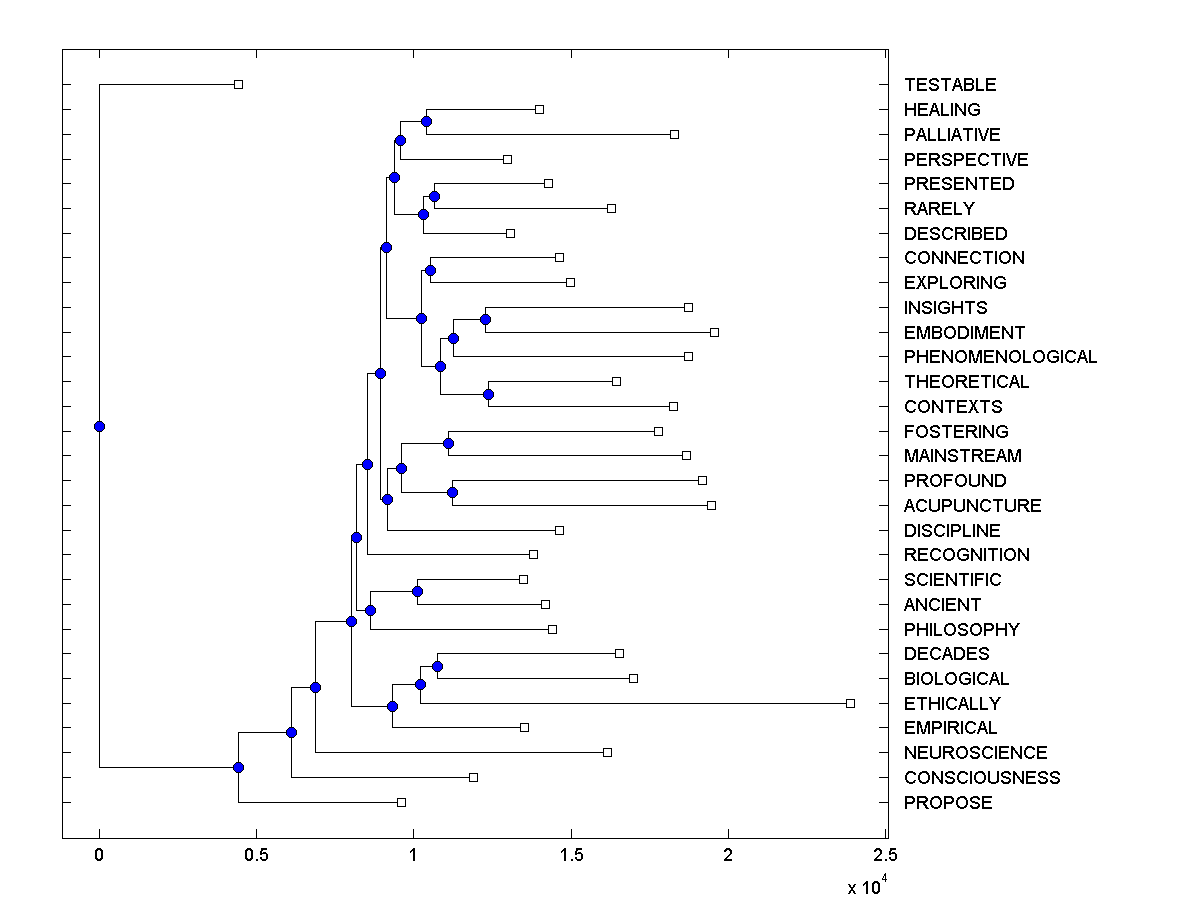 TESTABLE
HEALING
PALLIATIVE
PERSPECTIVE
PRESENTED
RARELY
DESCRIBED
CONNECTION
EXPLORING
INSIGHTS
EMBODIMENT
PHENOMENOLOGICAL
THEORETICAL
CONTEXTS
FOSTERING
MAINSTREAM
PROFOUND
ACUPUNCTURE
DISCIPLINE
RECOGNITION
SCIENTIFIC
ANCIENT
PHILOSOPHY
DECADES
BIOLOGICAL
ETHICALLY
EMPIRICAL
NEUROSCIENCE
CONSCIOUSNESS
PROPOSE
0 0.5 1 1.5 2 2.5
x 10^4